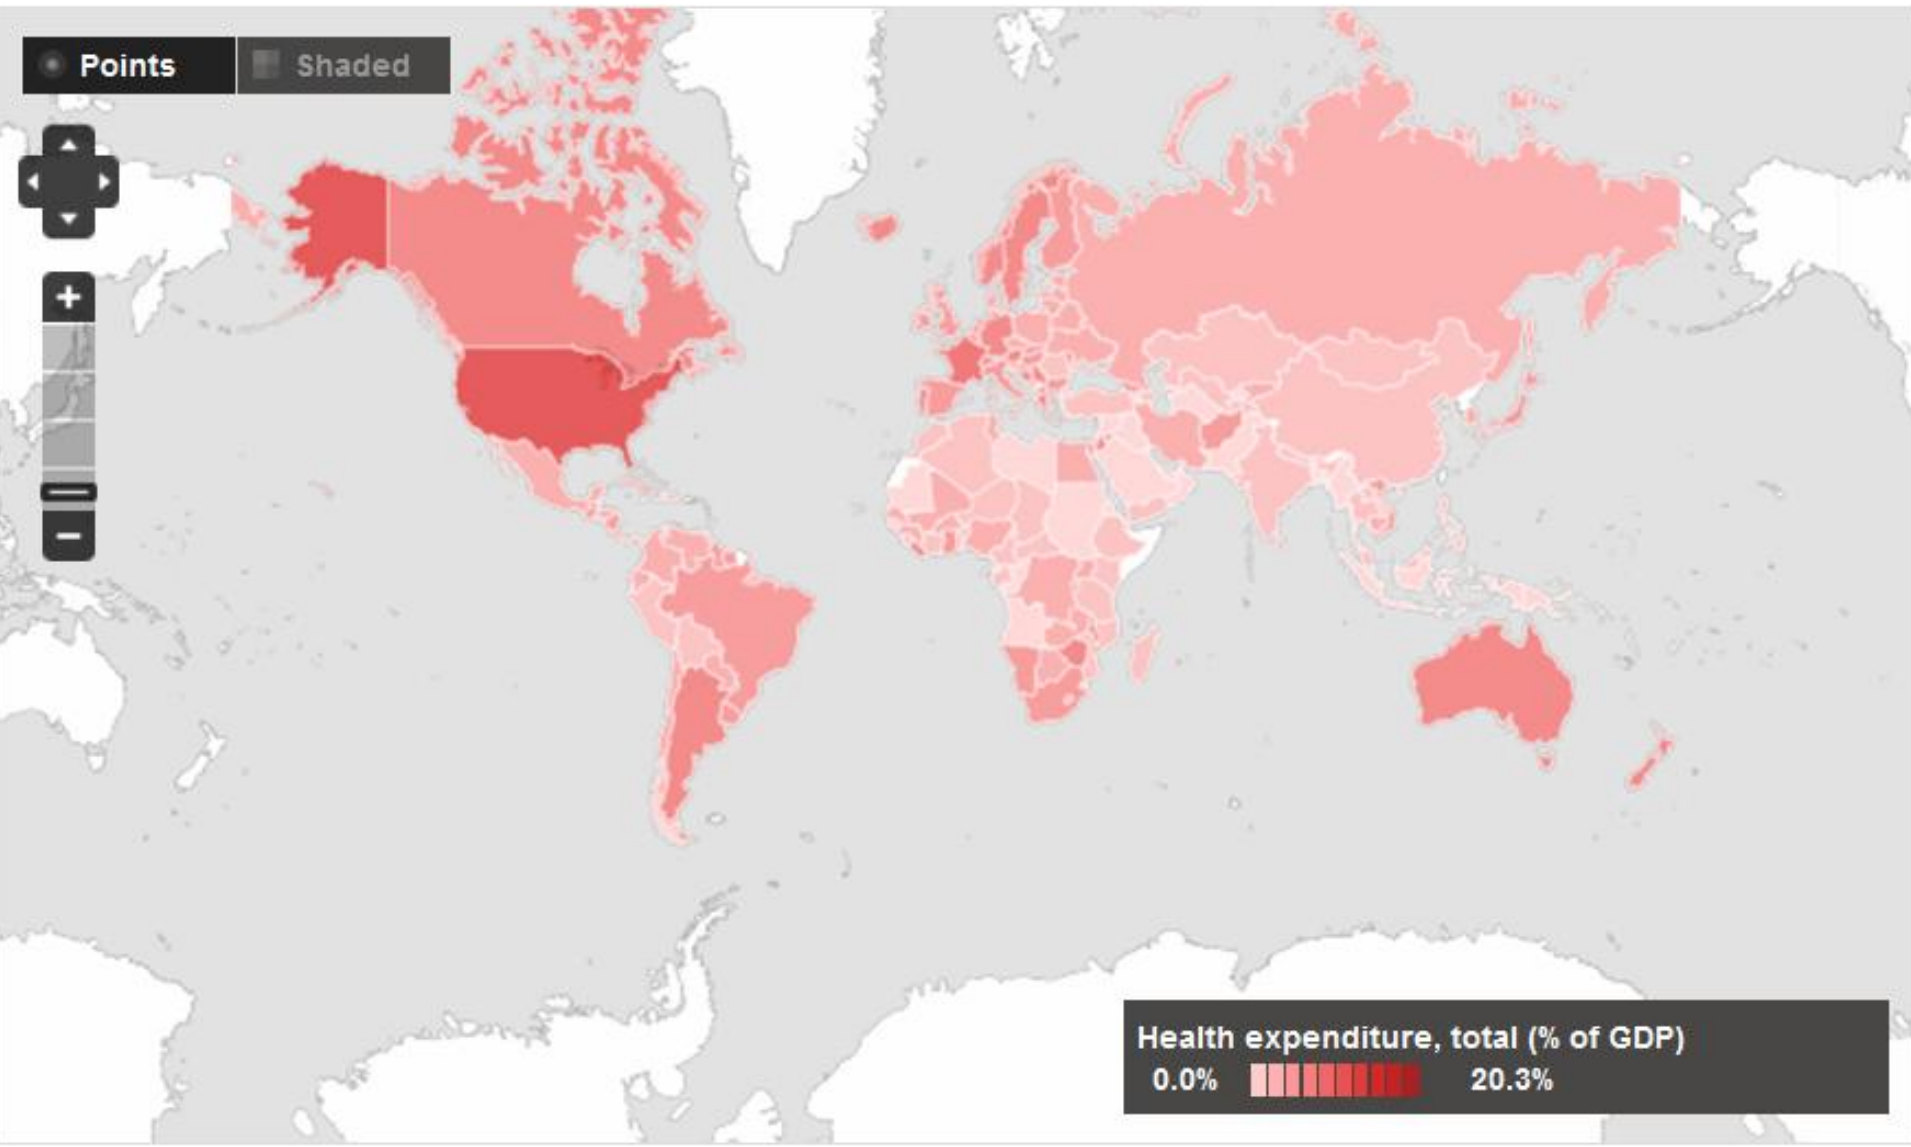 Points
Shaded
+
−
Health expenditure, total (% of GDP)
0.0% 20.3%